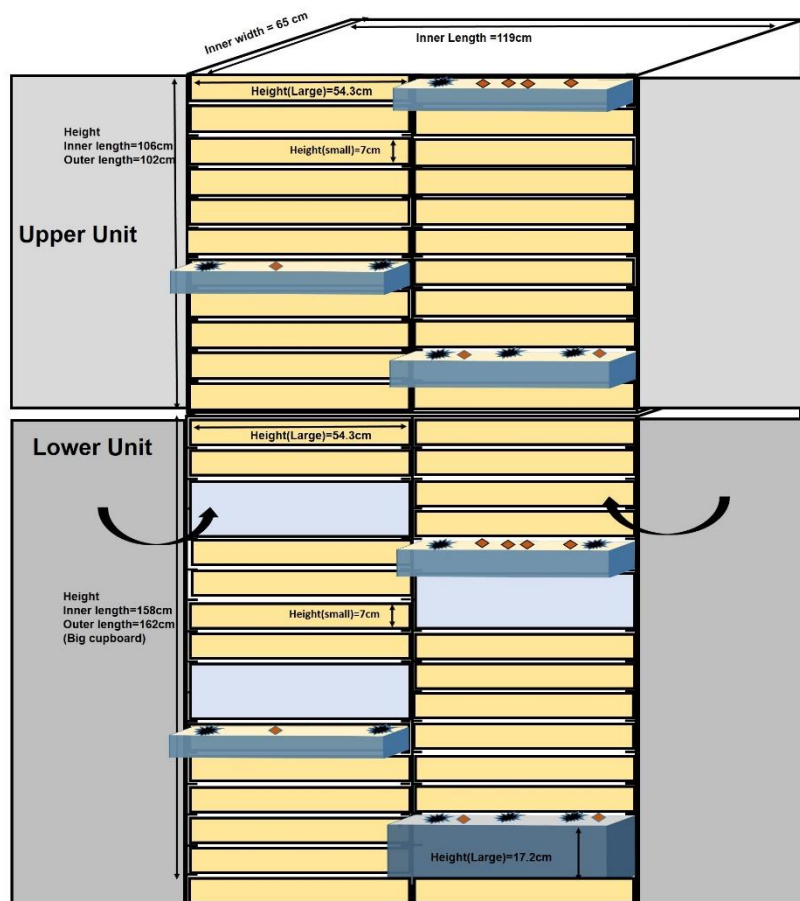 Inner width = 65 cm
Inner Length =119cm
Height(Large)=54.3cm
Height
Inner length=106cm
Outer length=102cm
Height(small)=7cm
Upper Unit
Lower Unit
Height(Large)=54.3cm
Height
Inner length=158cm
Outer length=162cm
(Big cupboard)
Height(small)=7cm
Height(Large)=17.2cm